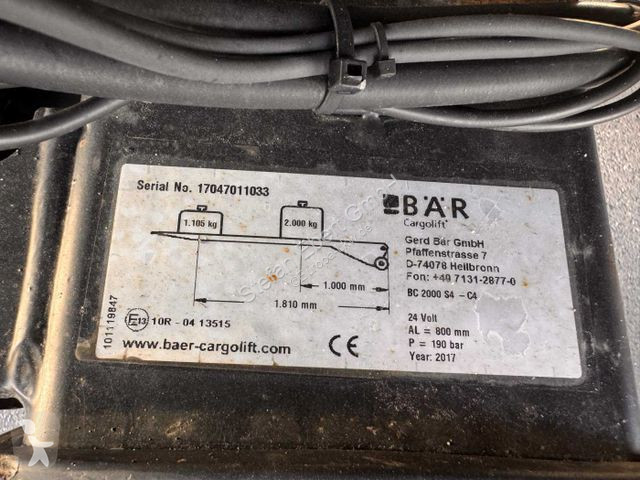 Serial No. 17047011033
1.105 kg
2.000 kg
1.000 mm
1.810 mm
101119847
E13 10R - 04 13515
www.baer-cargolift.com
CE
BÄR
Cargolift®
Gerd Bär GmbH
Pfaffenstrasse 7
D-74078 Heilbronn
Fon: +49 7131-2877-0
BC 2000 S4 - C4
24 Volt
AL = 800 mm
P = 190 bar
Year: 2017